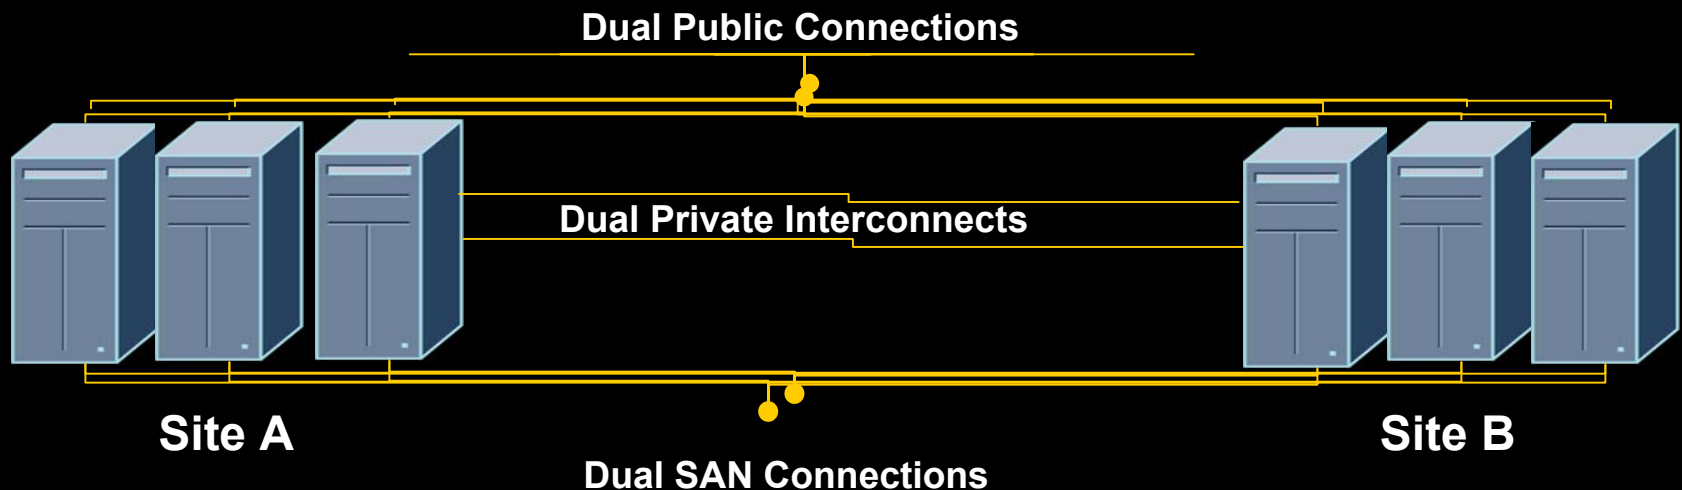 Dual Public Connections
Dual Private Interconnects
Site A
Site B
Dual SAN Connections